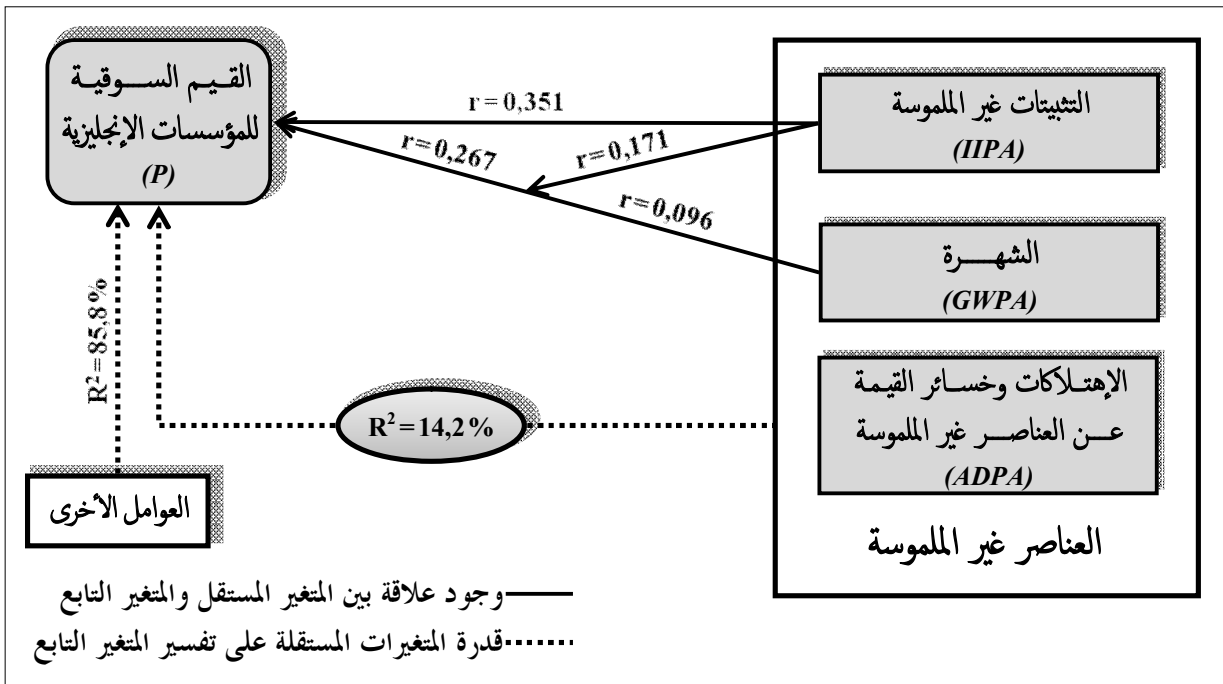 القيم السوقية
للمؤسسات الإنجليزية
(P)
التثبيتات غير الملموسة
(IIPA)
r=0,351
r=0,171
r=0,267
r=0,096
الشهرة
(GWPA)
الإهتلاكات وخسائر القيمة
عن العناصر غير الملموسة
(ADPA)
العناصر غير الملموسة
R²=85,8%
R²=14,2%
العوامل الأخرى
وجود علاقة بين المتغير المستقل والمتغير التابع
قدرة المتغيرات المستقلة على تفسير المتغير التابع